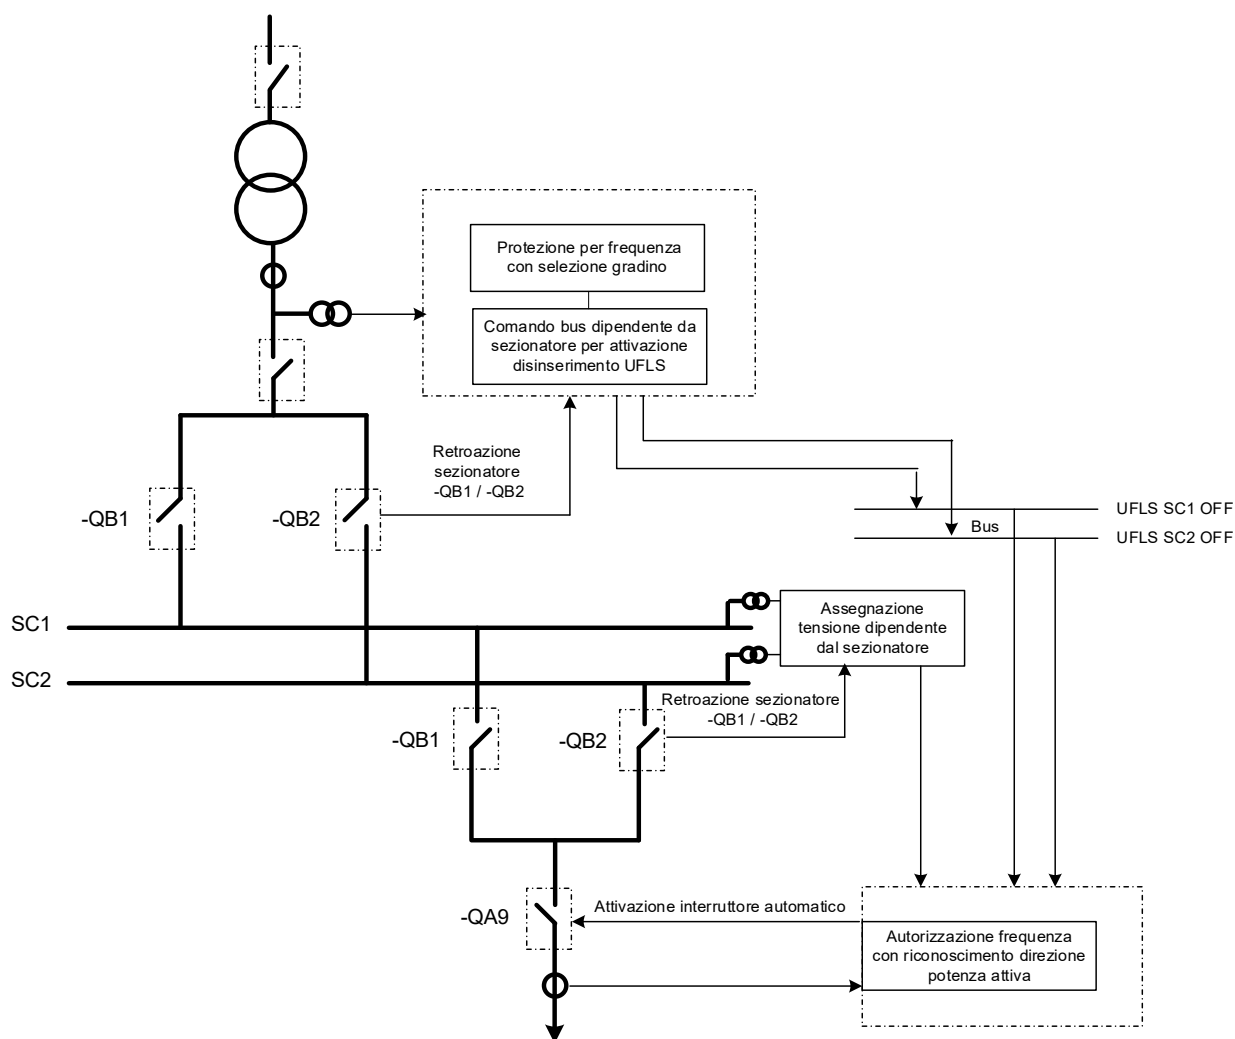 Protezione per frequenza
con selezione gradino
Comando bus dipendente da
sezionatore per attivazione
disinserimento UFLS
Retroazione
sezionatore
-QB1 / -QB2
-QB1
-QB2
UFLS SC1 OFF
Bus
UFLS SC2 OFF
SC1
SC2
Assegnazione
tensione dipendente
dal sezionatore
Retroazione sezionatore
-QB1 / -QB2
-QB1
-QB2
-QA9
Attivazione interruttore automatico
Autorizzazione frequenza
con riconoscimento direzione
potenza attiva